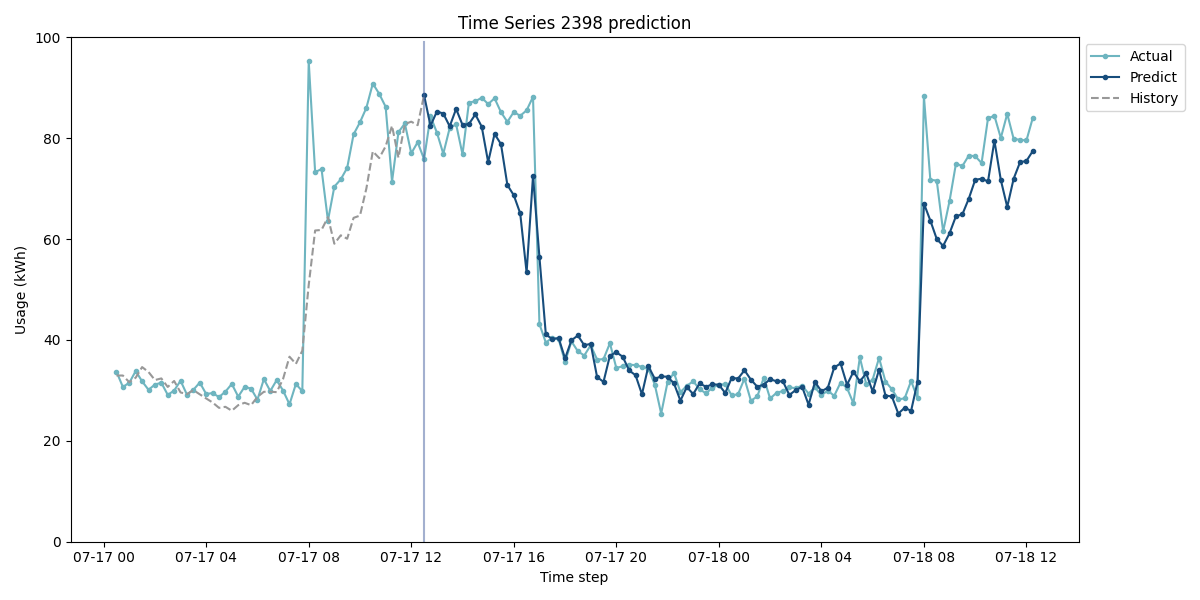 Time Series 2398 prediction
100
80
60
40
20
0
Usage (kWh)
07-17 00
07-17 04
07-17 08
07-17 12
07-17 16
07-17 20
07-18 00
07-18 04
07-18 08
07-18 12
Time step
Actual
Predict
History